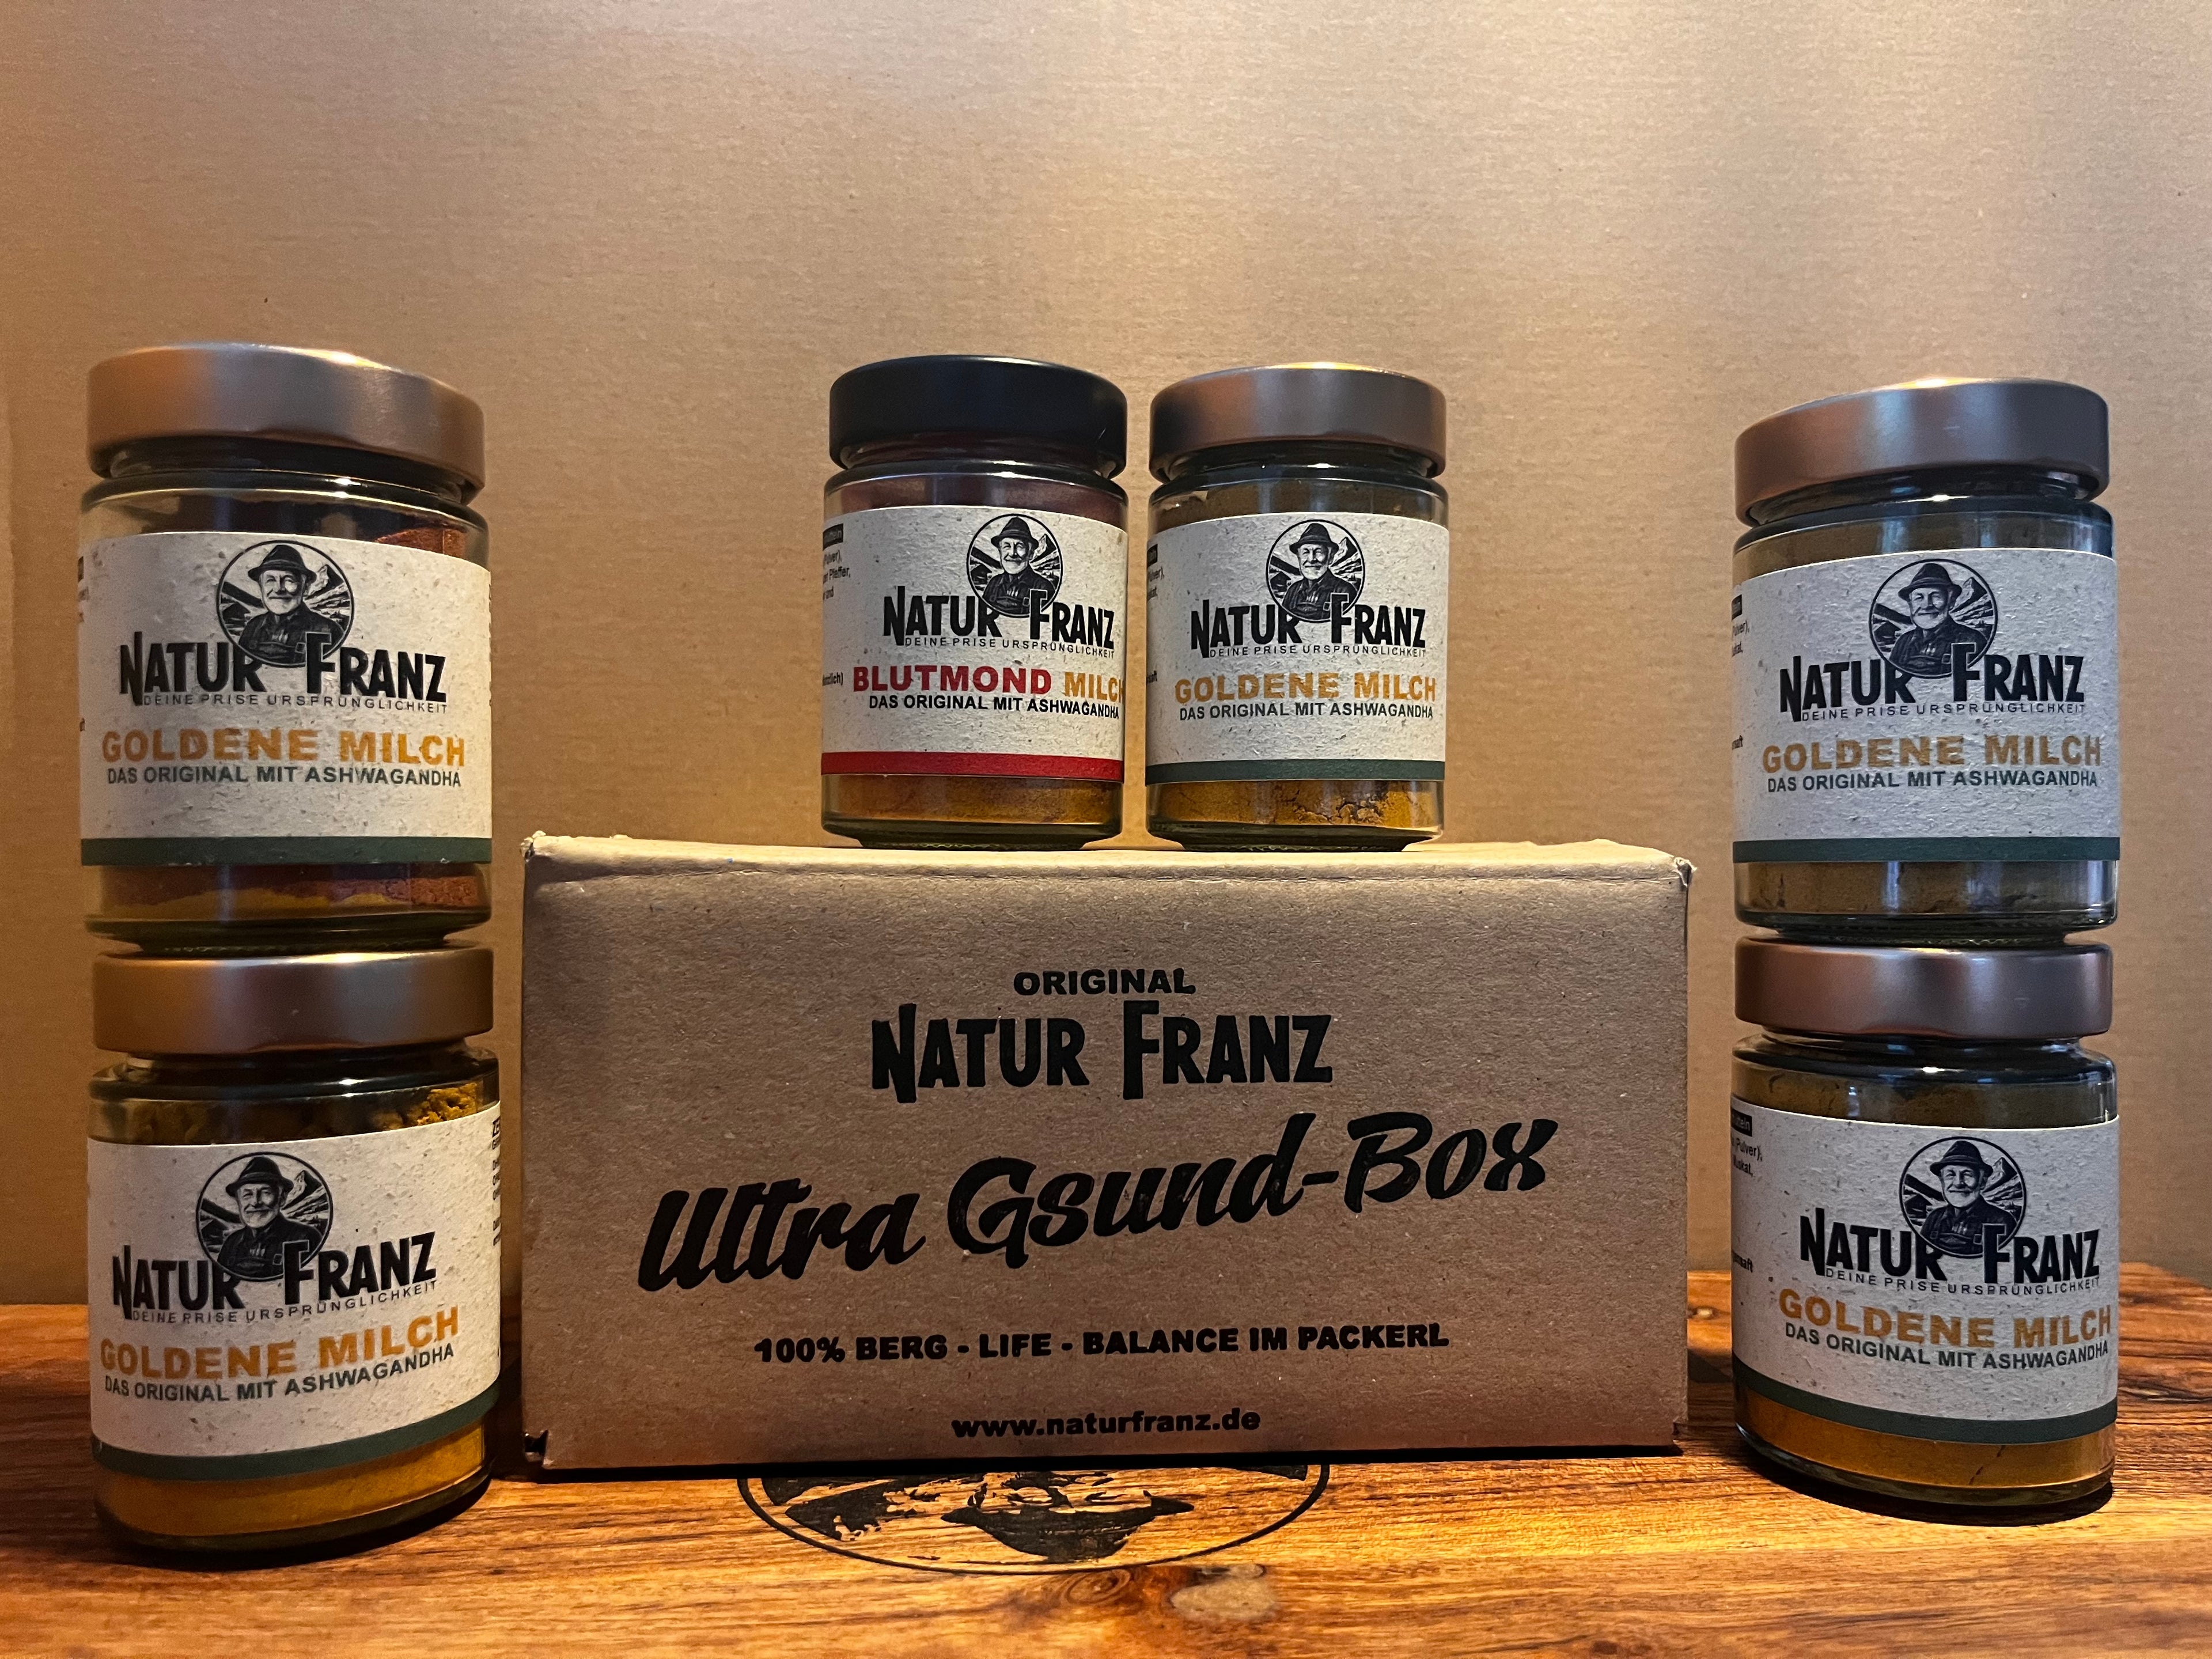 NATUR FRANZ
DEINE PRISE URSPRÜNGLICHKEIT
GOLDENE MILCH
DAS ORIGINAL MIT ASHWAGANDHA
NATUR FRANZ
DEINE PRISE URSPRÜNGLICHKEIT
GOLDENE MILCH
DAS ORIGINAL MIT ASHWAGANDHA
NATUR FRANZ
DEINE PRISE URSPRÜNGLICHKEIT
BLUTMOND MILCH
DAS ORIGINAL MIT ASHWAGANDHA
NATUR FRANZ
DEINE PRISE URSPRÜNGLICHKEIT
GOLDENE MILCH
DAS ORIGINAL MIT ASHWAGANDHA
ORIGINAL
NATUR FRANZ
Ultra Gsund-Box
100% BERG - LIFE - BALANCE IM PACKERL
www.naturfranz.de
NATUR FRANZ
DEINE PRISE URSPRÜNGLICHKEIT
GOLDENE MILCH
DAS ORIGINAL MIT ASHWAGANDHA
NATUR FRANZ
DEINE PRISE URSPRÜNGLICHKEIT
GOLDENE MILCH
DAS ORIGINAL MIT ASHWAGANDHA